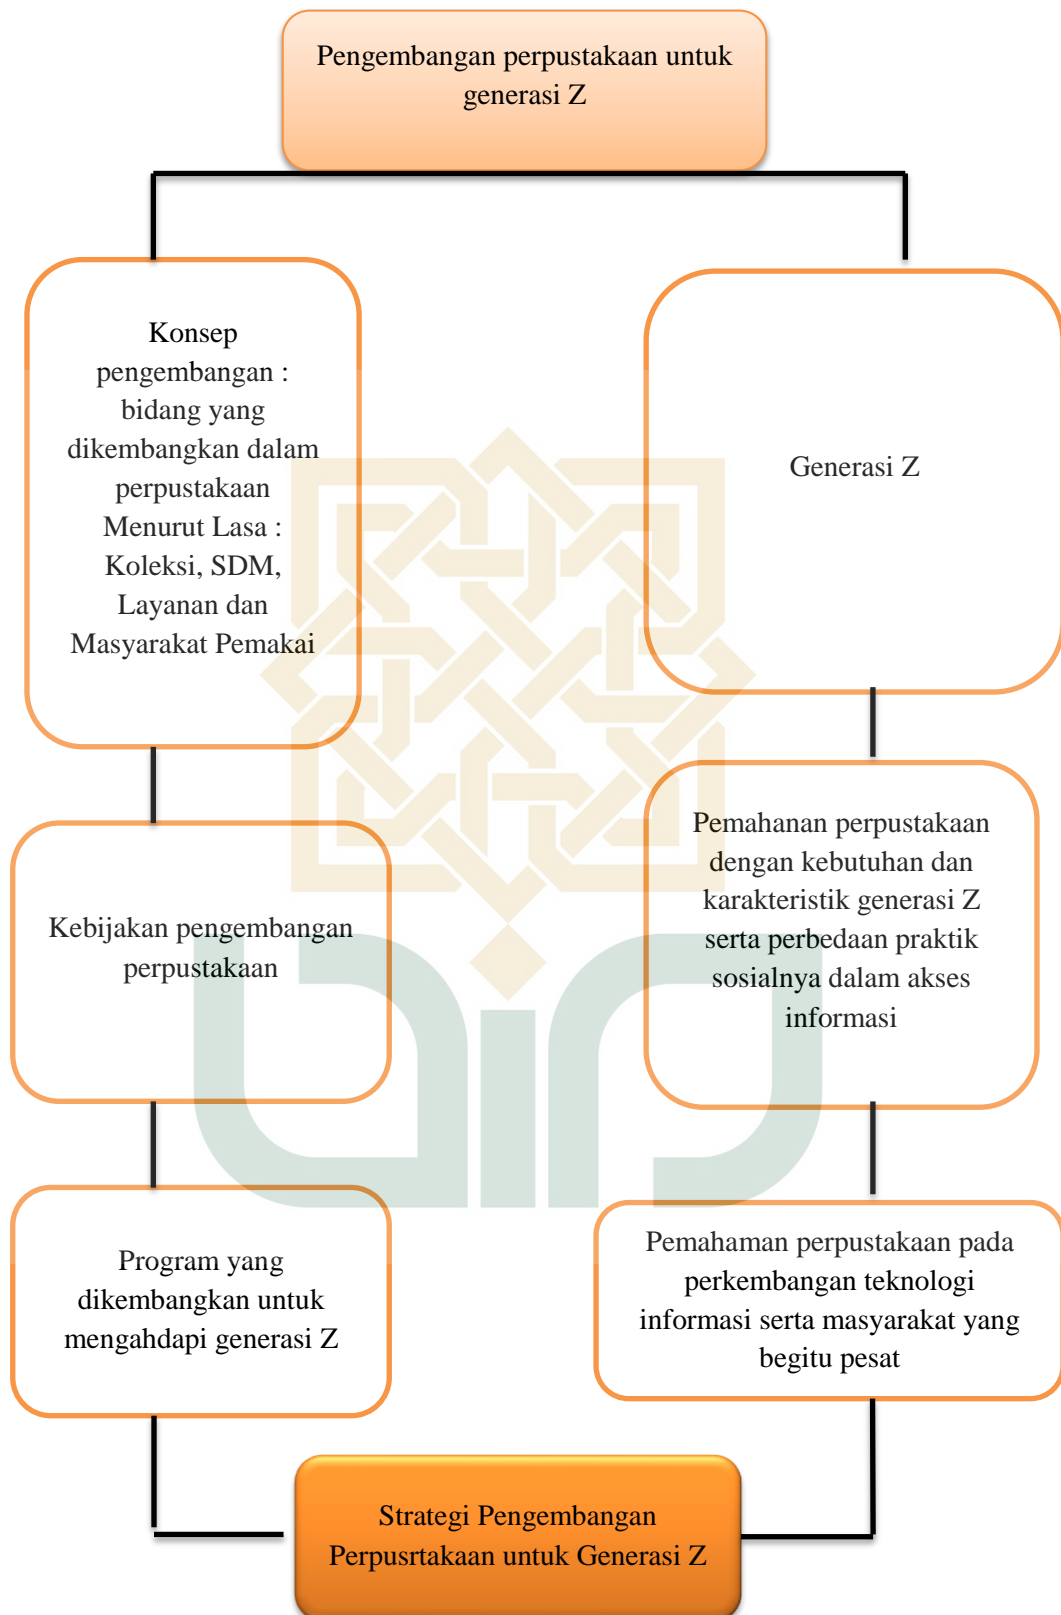 Pengembangan perpustakaan untuk
generasi Z
Konsep
pengembangan :
bidang yang
dikembangkan dalam
perpustakaan
Menurut Lasa :
Koleksi, SDM,
Layanan dan
Masyarakat Pemakai
Generasi Z
Kebijakan pengembangan
perpustakaan
Pemahanan perpustakaan
dengan kebutuhan dan
karakteristik generasi Z
serta perbedaan praktik
sosialnya dalam akses
informasi
Program yang
dikembangkan untuk
mengahdapi generasi Z
Pemahaman perpustakaan pada
perkembangan teknologi
informasi serta masyarakat yang
begitu pesat
Strategi Pengembangan
Perpusrtakaan untuk Generasi Z